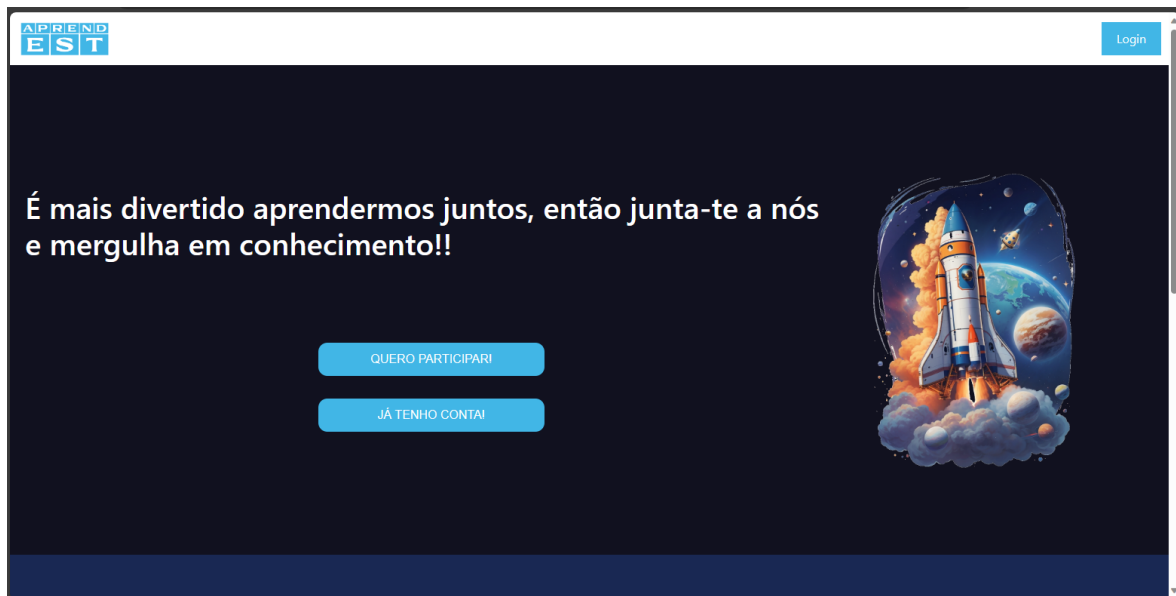 APREND
EST
Login
É mais divertido aprendermos juntos, então junta-te a nós
e mergulha em conhecimento!!
QUERO PARTICIPAR!
JÁ TENHO CONTA!